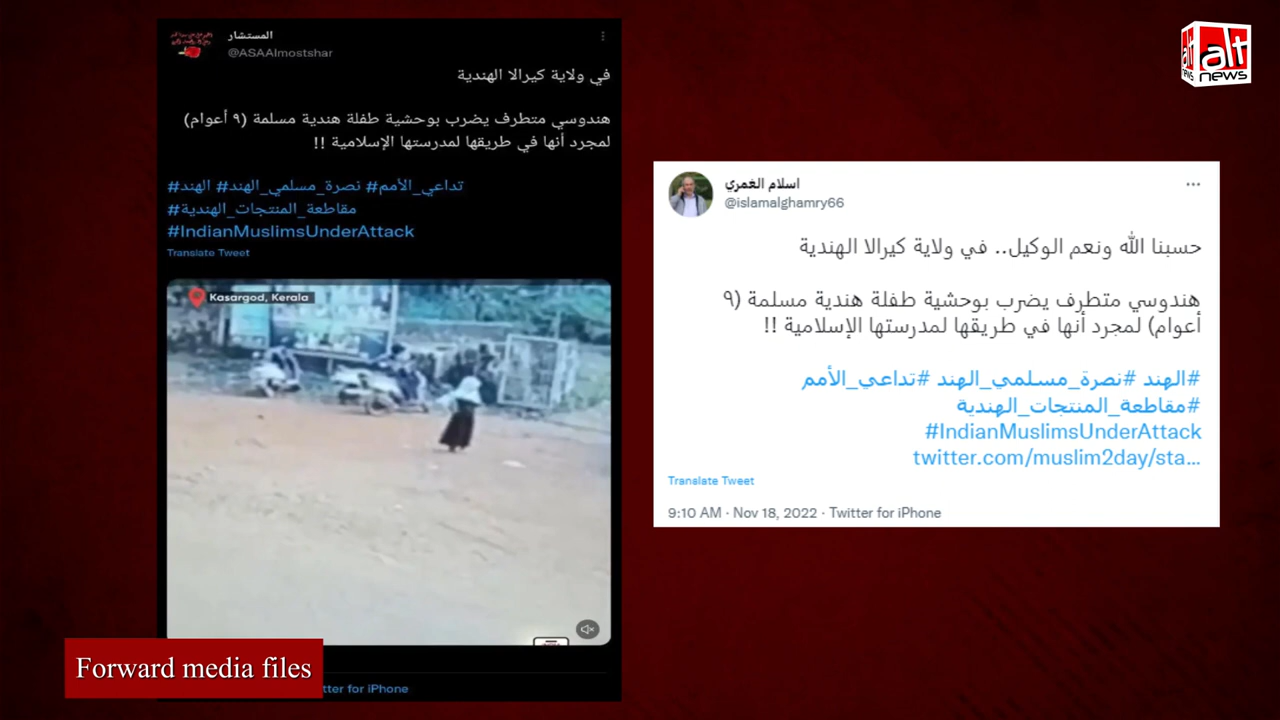 المستشار
@ASAAlmostshar
في ولاية كيرالا الهندية
هندوسي متطرف يضرب بوحشية طفلة هندية مسلمة (٩ أعوام)
لمجرد أنها في طريقها لمدرستها الإسلامية !!
#الهند #نصرة_مسلمي_الهند #تداعي_الأمم
#مقاطعة_المنتجات_الهندية
#IndianMuslimsUnderAttack
Translate Tweet
Kasargod, Kerala
tter for iPhone
Forward media files
alt
news
اسلام الغمري
@islamalghamry66
حسبنا الله ونعم الوكيل.. في ولاية كيرالا الهندية
هندوسي متطرف يضرب بوحشية طفلة هندية مسلمة (٩
أعوام) لمجرد أنها في طريقها لمدرستها الإسلامية !!
#الهند #نصرة_مسلمي_الهند #تداعي_الأمم
#مقاطعة_المنتجات_الهندية
#IndianMuslimsUnderAttack
twitter.com/muslim2day/sta...
Translate Tweet
9:10 AM · Nov 18, 2022 · Twitter for iPhone